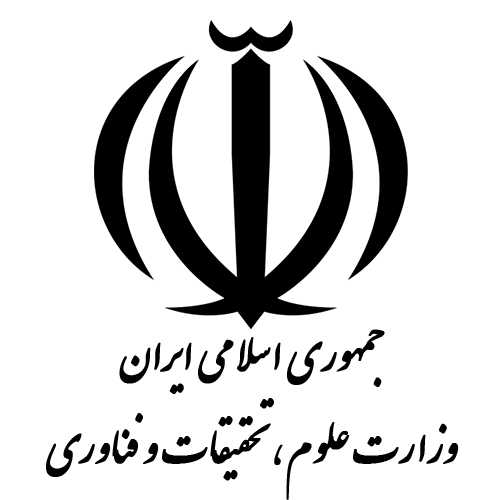 جمهوری اسلامی ایران
وزارت علوم، تحقیقات و فناوری